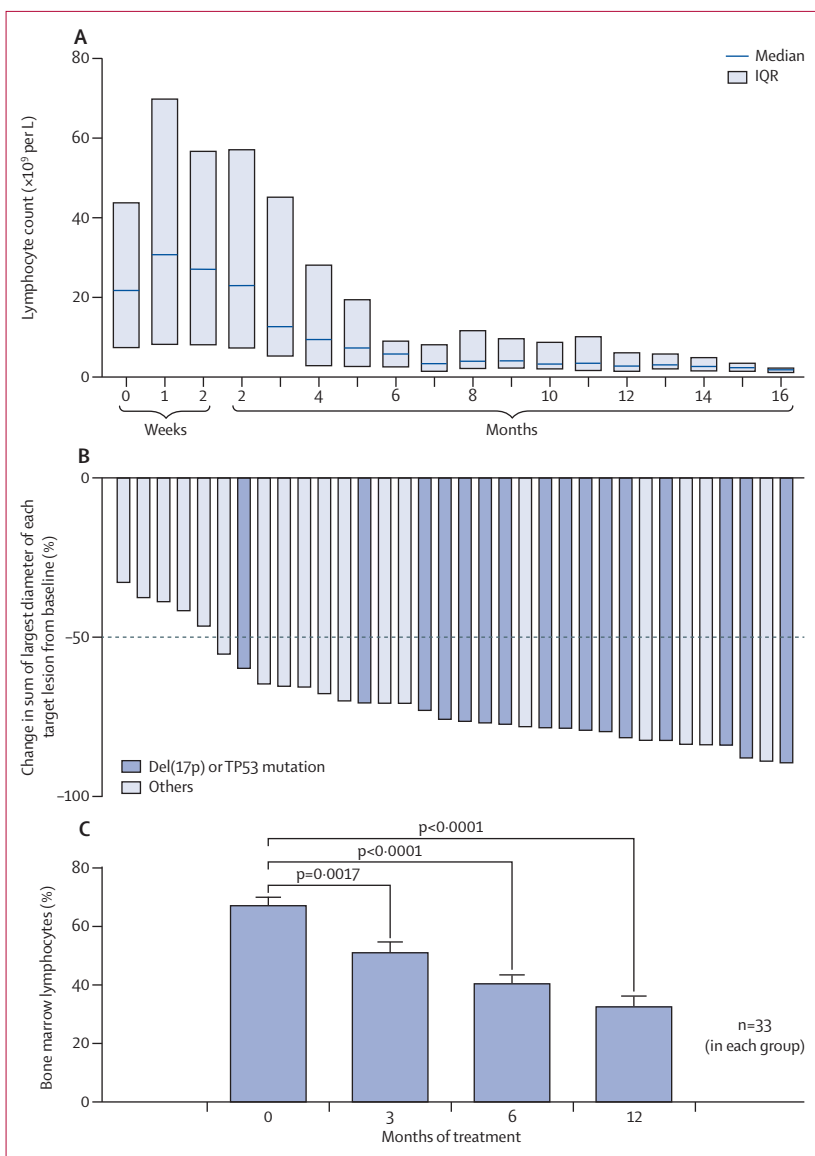 A
80
60
40
20
0
Lymphocyte count (×10⁹ per L)
Median
IQR
0 1 2 2 4 6 8 10 12 14 16
Weeks Months
B
0
−50
−100
Change in sum of largest diameter of each
target lesion from baseline (%)
Del(17p) or TP53 mutation
Others
C
p<0·0001
p<0·0001
p=0·0017
80
60
40
20
0
Bone marrow lymphocytes (%)
n=33
(in each group)
0 3 6 12
Months of treatment